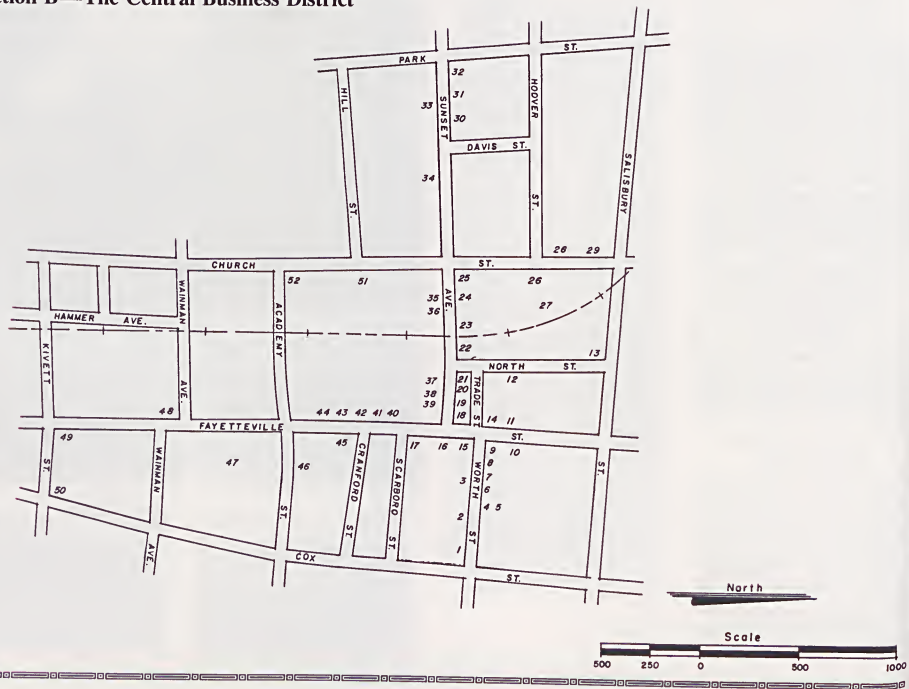 ction B—The Central Business District
PARK ST.
32
HILL ST.
33
SUNSET AVE.
31
30
HOOVER ST.
DAVIS ST.
SALISBURY ST.
34
28 29
CHURCH ST.
52
51
25
26
WAINMAN AVE.
ACADEMY ST.
35
24
27
36
HAMMER AVE.
23
22
13
KIVETT ST.
NORTH ST.
37
21
12
38
20
TRADE ST.
39
19
48
44 43 42 41 40
18
14 11
FAYETTEVILLE ST.
49
45
17 16 15
9 10
WAINMAN AVE.
47
46
CRANFORD ST.
SCARBORO ST.
WORTH ST.
8
3
7
6
50
4 5
2
1
COX ST.
North
Scale
500 250 0 500 1000